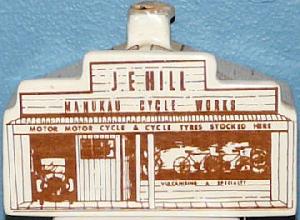 J.E.HILL
MANUKAU CYCLE WORKS
MOTOR MOTOR CYCLE & CYCLE TYRES STOCKED HERE
VULCANISING A SPECIALTY